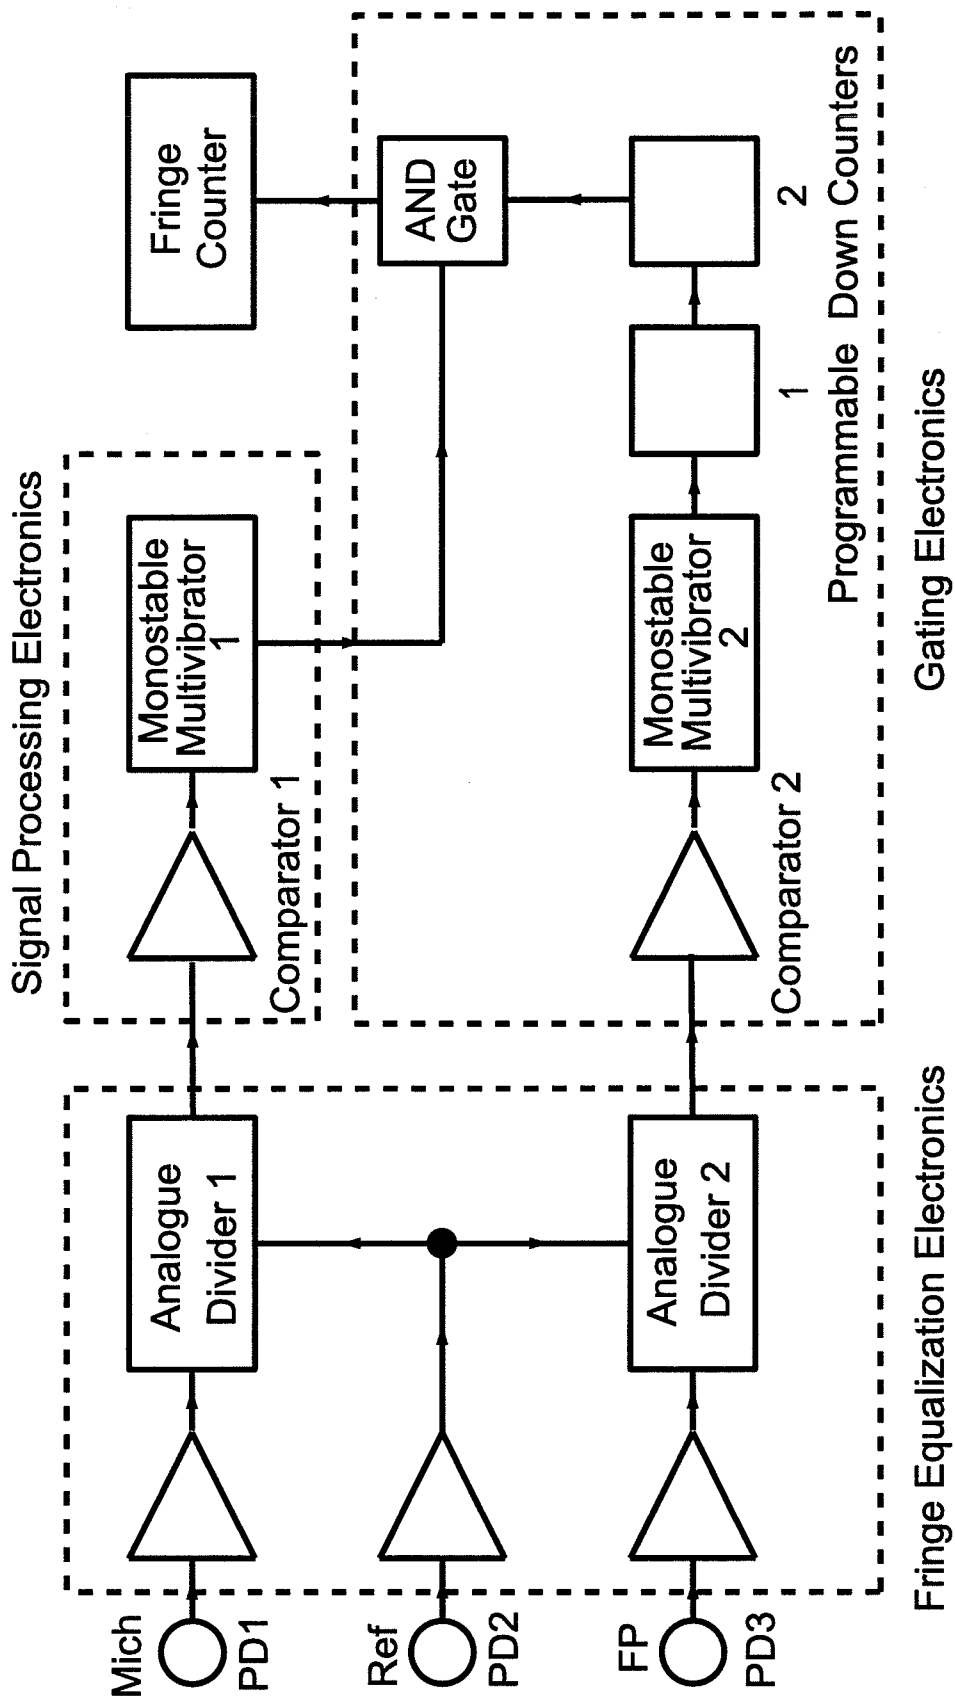 Mich
PD1
Ref
PD2
FP
PD3
Analogue
Divider 1
Analogue
Divider 2
Fringe Equalization Electronics
Signal Processing Electronics
Comparator 1
Monostable
Multivibrator
1
Comparator 2
Monostable
Multivibrator
2
1
2
Programmable Down Counters
AND
Gate
Fringe
Counter
Gating Electronics